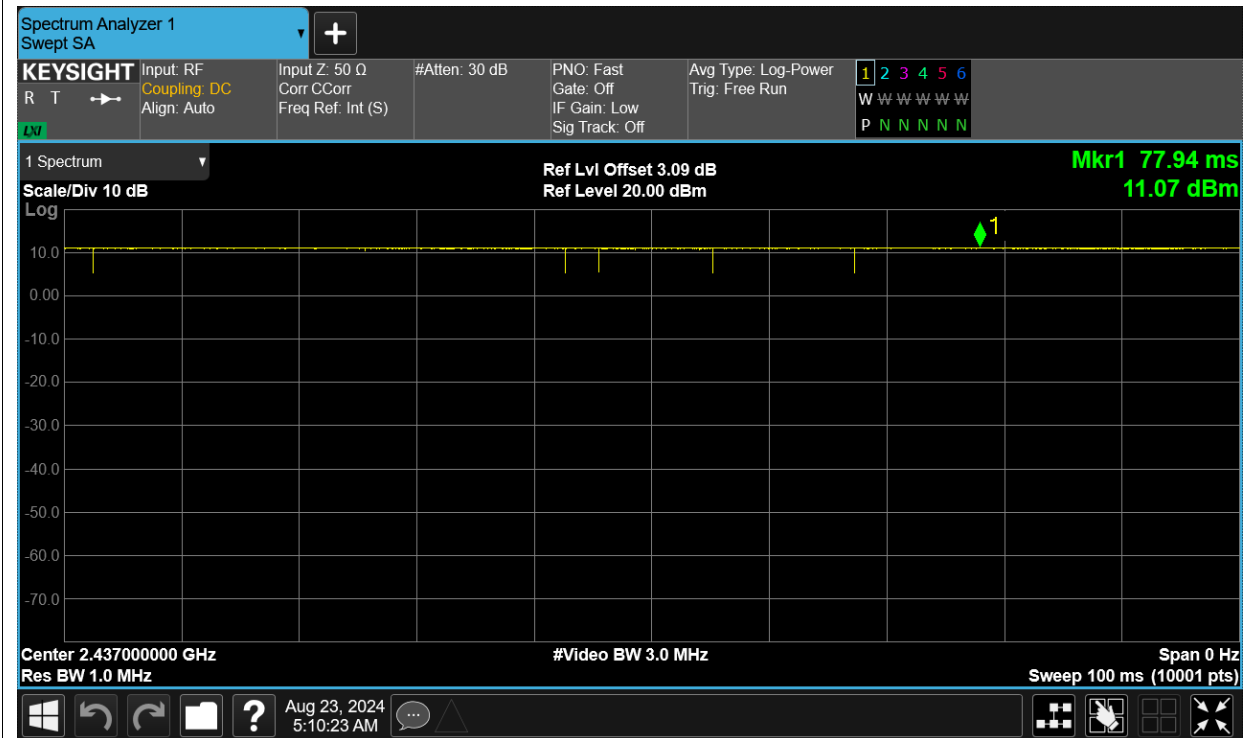 Spectrum Analyzer 1
Swept SA
KEYSIGHT
R T
LXI
Input: RF
Coupling: DC
Align: Auto
Input Z: 50 Ω
Corr CCorr
Freq Ref: Int (S)
#Atten: 30 dB
PNO: Fast
Gate: Off
IF Gain: Low
Sig Track: Off
Avg Type: Log-Power
Trig: Free Run
1 2 3 4 5 6
W W W W W W
P N N N N N
1 Spectrum
Scale/Div 10 dB
Log
Ref Lvl Offset 3.09 dB
Ref Level 20.00 dBm
Mkr1 77.94 ms
11.07 dBm
1
10.0
0.00
-10.0
-20.0
-30.0
-40.0
-50.0
-60.0
-70.0
Center 2.437000000 GHz
Res BW 1.0 MHz
#Video BW 3.0 MHz
Span 0 Hz
Sweep 100 ms (10001 pts)
?
Aug 23, 2024
5:10:23 AM